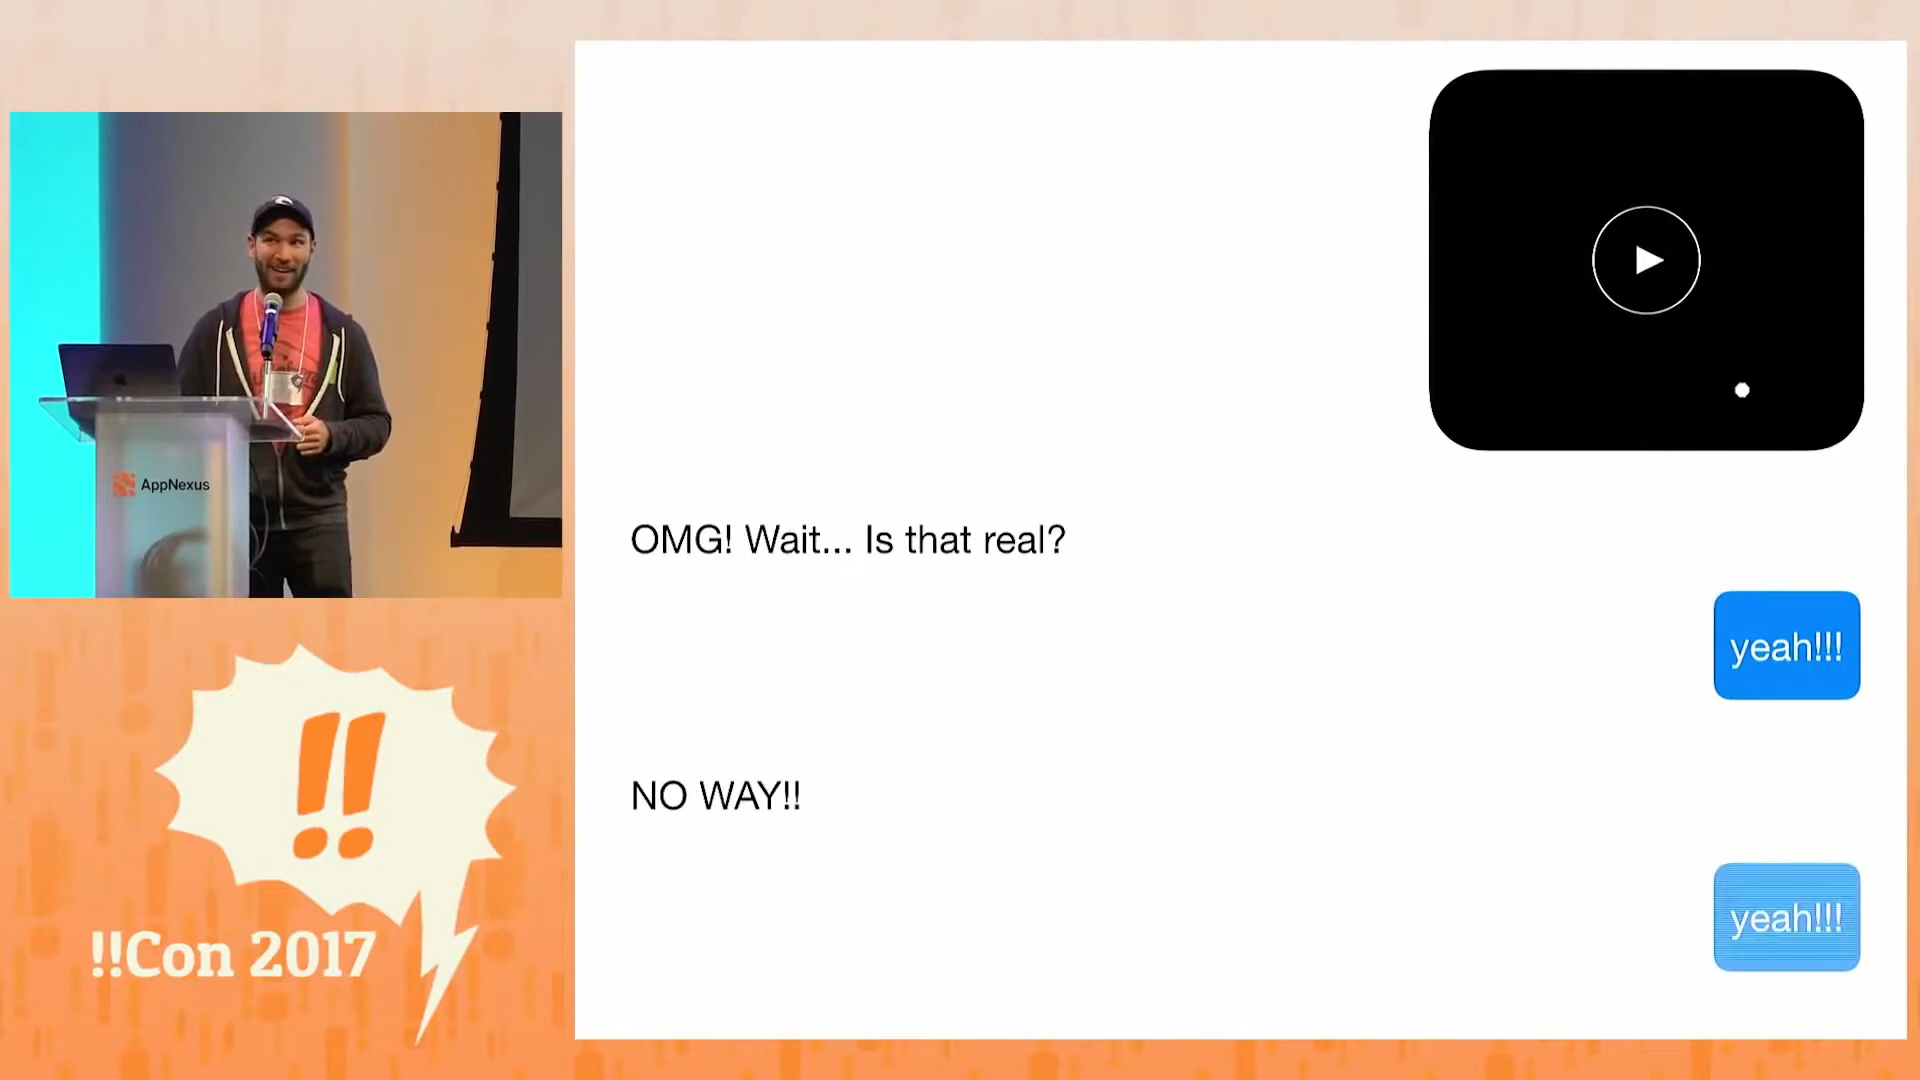 AppNexus
!!
!!Con 2017
OMG! Wait... Is that real?
yeah!!!
NO WAY!!
yeah!!!